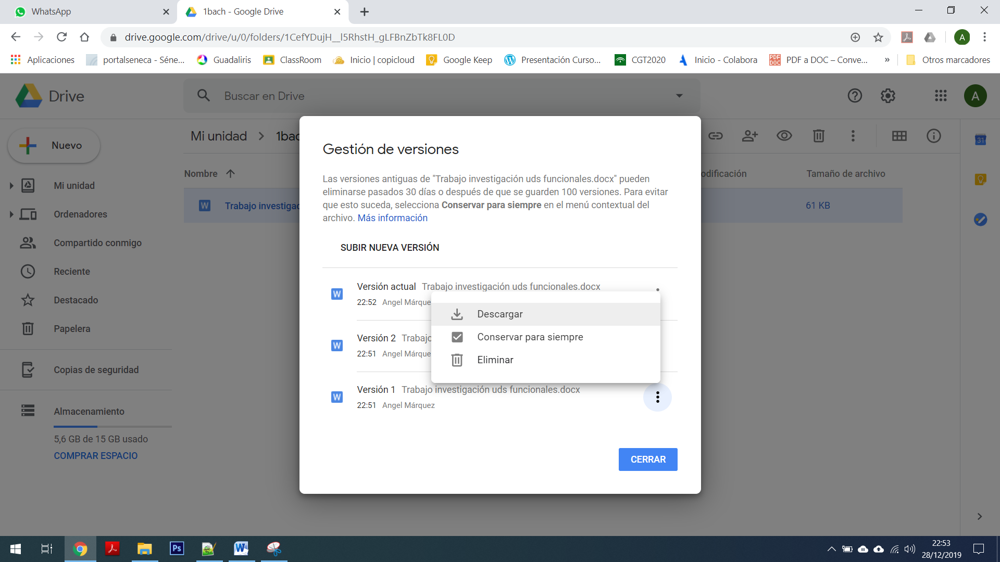 WhatsApp
1bach - Google Drive
drive.google.com/drive/u/0/folders/1CefYDujH__l5RhstH_gLFBnZbTk8FL0D
A
Aplicaciones
portalseneca - Séne...
Guadaliris
ClassRoom
Inicio | copicloud
Google Keep
Presentación Curso...
CGT2020
Inicio - Colabora
PDF DOC
PDF a DOC – Conve...
»
Otros marcadores
Drive
Buscar en Drive
A
Nuevo
Mi unidad
Ordenadores
Compartido conmigo
Reciente
Destacado
Papelera
Copias de seguridad
Almacenamiento
5,6 GB de 15 GB usado
COMPRAR ESPACIO
Mi unidad > 1bac
Nombre
odificación
Tamaño de archivo
W Trabajo investigac
61 KB
31
Gestión de versiones
Las versiones antiguas de "Trabajo investigación uds funcionales.docx" pueden
eliminarse pasados 30 días o después de que se guarden 100 versiones. Para evitar
que esto suceda, selecciona Conservar para siempre en el menú contextual del
archivo. Más información
SUBIR NUEVA VERSIÓN
W
Versión actual Trabajo investigación uds funcionales.docx
22:52 Angel Márque
W
Versión 2 Trabajo
22:51 Angel Márque
Descargar
Conservar para siempre
Eliminar
W
Versión 1 Trabajo investigación uds funcionales.docx
22:51 Angel Márquez
CERRAR
Ps
W
22:53
28/12/2019